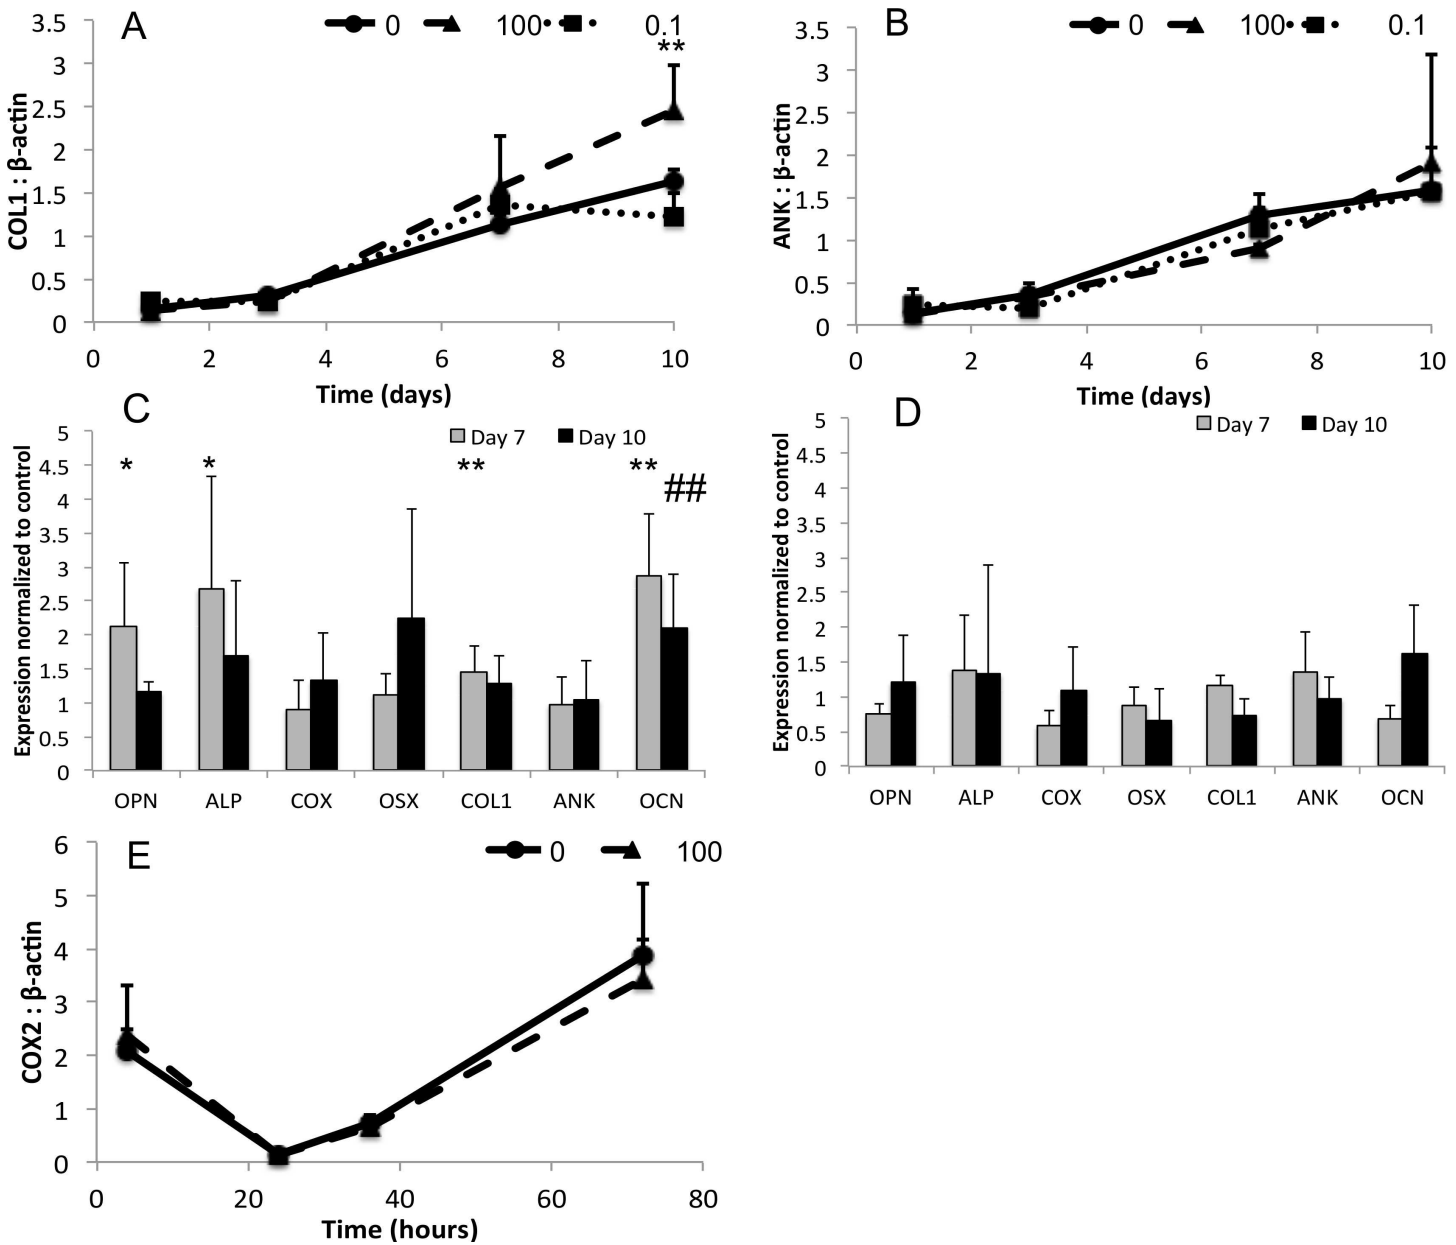 A
0 100 0.1
**
COL1 : β-actin
3.5
3
2.5
2
1.5
1
0.5
0
0 2 4 6 8 10
Time (days)
B
0 100 0.1
ANK : β-actin
3.5
3
2.5
2
1.5
1
0.5
0
0 2 4 6 8 10
Time (days)
C
Day 7 Day 10
* * ** **
##
Expression normalized to control
5
4.5
4
3.5
3
2.5
2
1.5
1
0.5
0
OPN ALP COX OSX COL1 ANK OCN
D
Day 7 Day 10
Expression normalized to control
5
4.5
4
3.5
3
2.5
2
1.5
1
0.5
0
OPN ALP COX OSX COL1 ANK OCN
E
0 100
COX2 : β-actin
6
5
4
3
2
1
0
0 20 40 60 80
Time (hours)